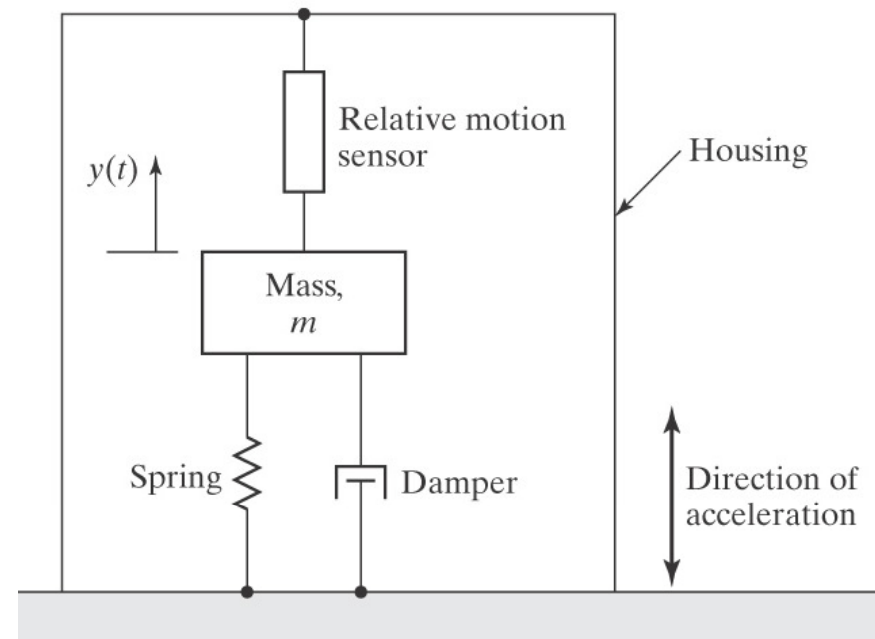 Relative motion
sensor
Housing
y(t)
Mass,
m
Spring
Damper
Direction of
acceleration